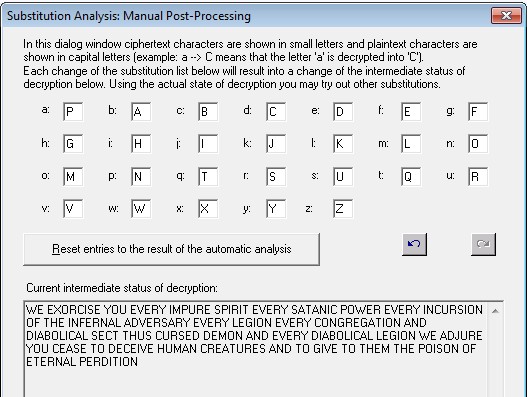 Substitution Analysis: Manual Post-Processing
In this dialog window ciphertext characters are shown in small letters and plaintext characters are
shown in capital letters (example: a --> C means that the letter 'a' is decrypted into 'C').
Each change of the substitution list below will result into a change of the intermediate status of
decryption below. Using the actual state of decryption you may try out other substitutions.
a: P b: A c: B d: C e: D f: E g: F
h: G i: H j: I k: J l: K m: L n: O
o: M p: N q: T r: S s: U t: Q u: R
v: V w: W x: X y: Y z: Z
Reset entries to the result of the automatic analysis
Current intermediate status of decryption:
WE EXORCISE YOU EVERY IMPURE SPIRIT EVERY SATANIC POWER EVERY INCURSION
OF THE INFERNAL ADVERSARY EVERY LEGION EVERY CONGREGATION AND
DIABOLICAL SECT THUS CURSED DEMON AND EVERY DIABOLICAL LEGION WE ADJURE
YOU CEASE TO DECEIVE HUMAN CREATURES AND TO GIVE TO THEM THE POISON OF
ETERNAL PERDITION